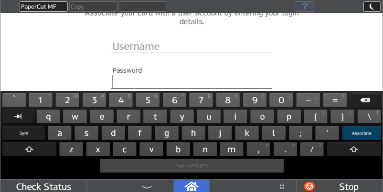 PaperCut MF
Copy
?
Associate your card with a user account by entering your login
details.
Username
Password
` 1 2 3 4 5 6 7 8 9 0 - =
q w e r t y u i o p [ ] \
Sym a s d f g h j k l ; ' Associate
z x c v b n m , . /
Check Status
Stop